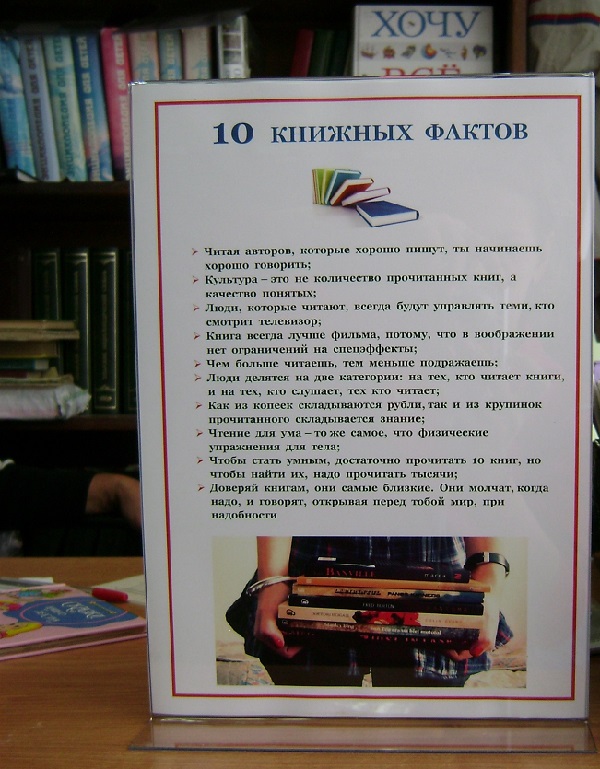 ХОЧУ
ВСЁ
10 КНИЖНЫХ ФАКТОВ
Читая авторов, которые хорошо пишут, ты начинаешь
хорошо говорить;
Культура – это не количество прочитанных книг, а
качество понятых;
Люди, которые читают, всегда будут управлять теми, кто
смотрит телевизор;
Книга всегда лучше фильма, потому, что в воображении
нет ограничений на спецэффекты;
Чем больше читаешь, тем меньше подражаешь;
Люди делятся на две категории: на тех, кто читает книги,
и на тех, кто слушает, тех кто читает;
Как из копеек складываются рубли, так и из крупинок
прочитанного складывается знание;
Чтение для ума – то же самое, что физические
упражнения для тела;
Чтобы стать умным, достаточно прочитать 10 книг, но
чтобы найти их, надо прочитать тысячи;
Доверяй книгам, они самые близкие. Они молчат, когда
надо, и говорят, открывая перед тобой мир, при
надобности
BANVILLE